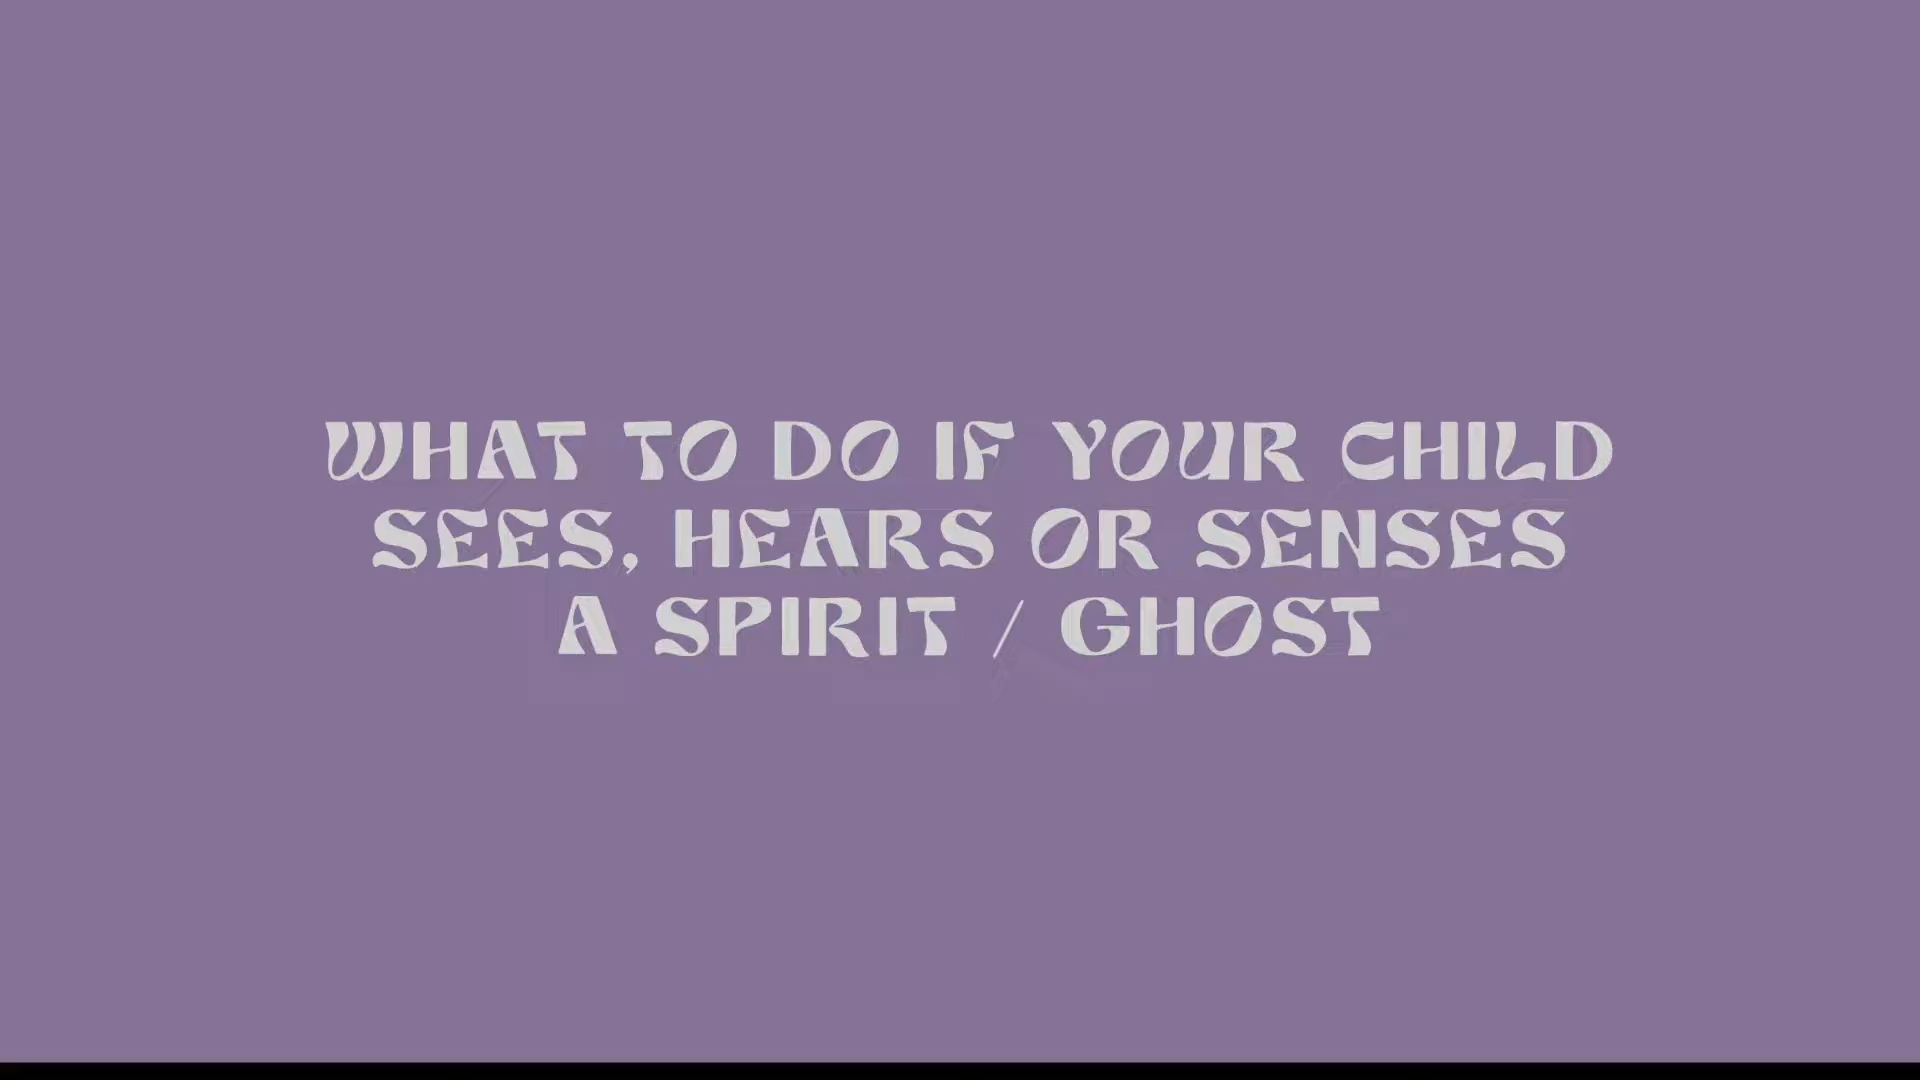 WHAT TO DO IF YOUR CHILD
SEES, HEARS OR SENSES
A SPIRIT / GHOST